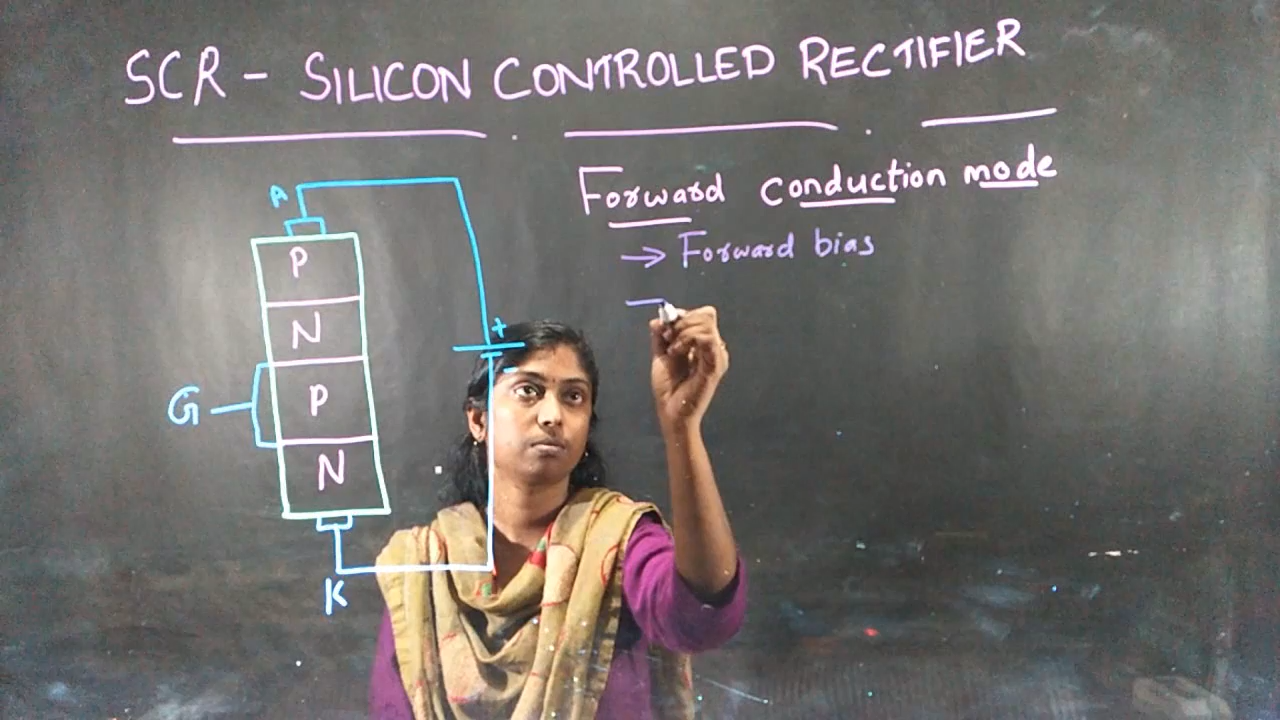 SCR - SILICON CONTROLLED RECTIFIER
Forward conduction mode
→ Forward bias
A
P
N
+
-
G
P
N
K